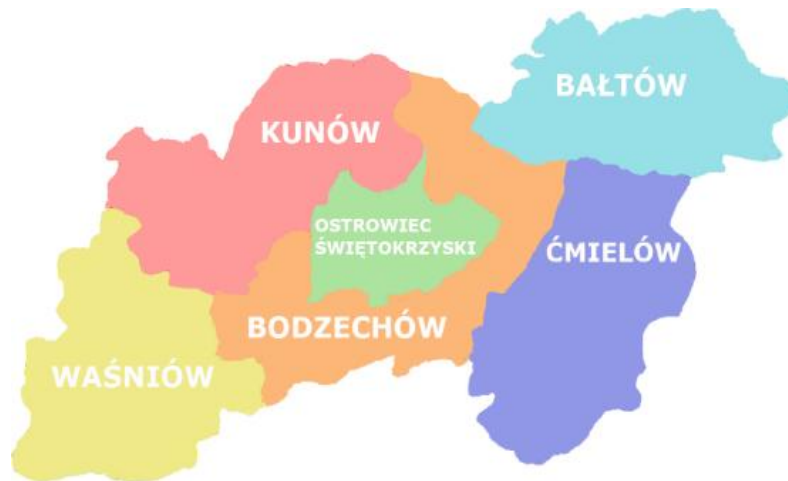 BAŁTÓW
KUNÓW
OSTROWIEC
ŚWIĘTOKRZYSKI
ĆMIELÓW
BODZECHÓW
WAŚNIÓW